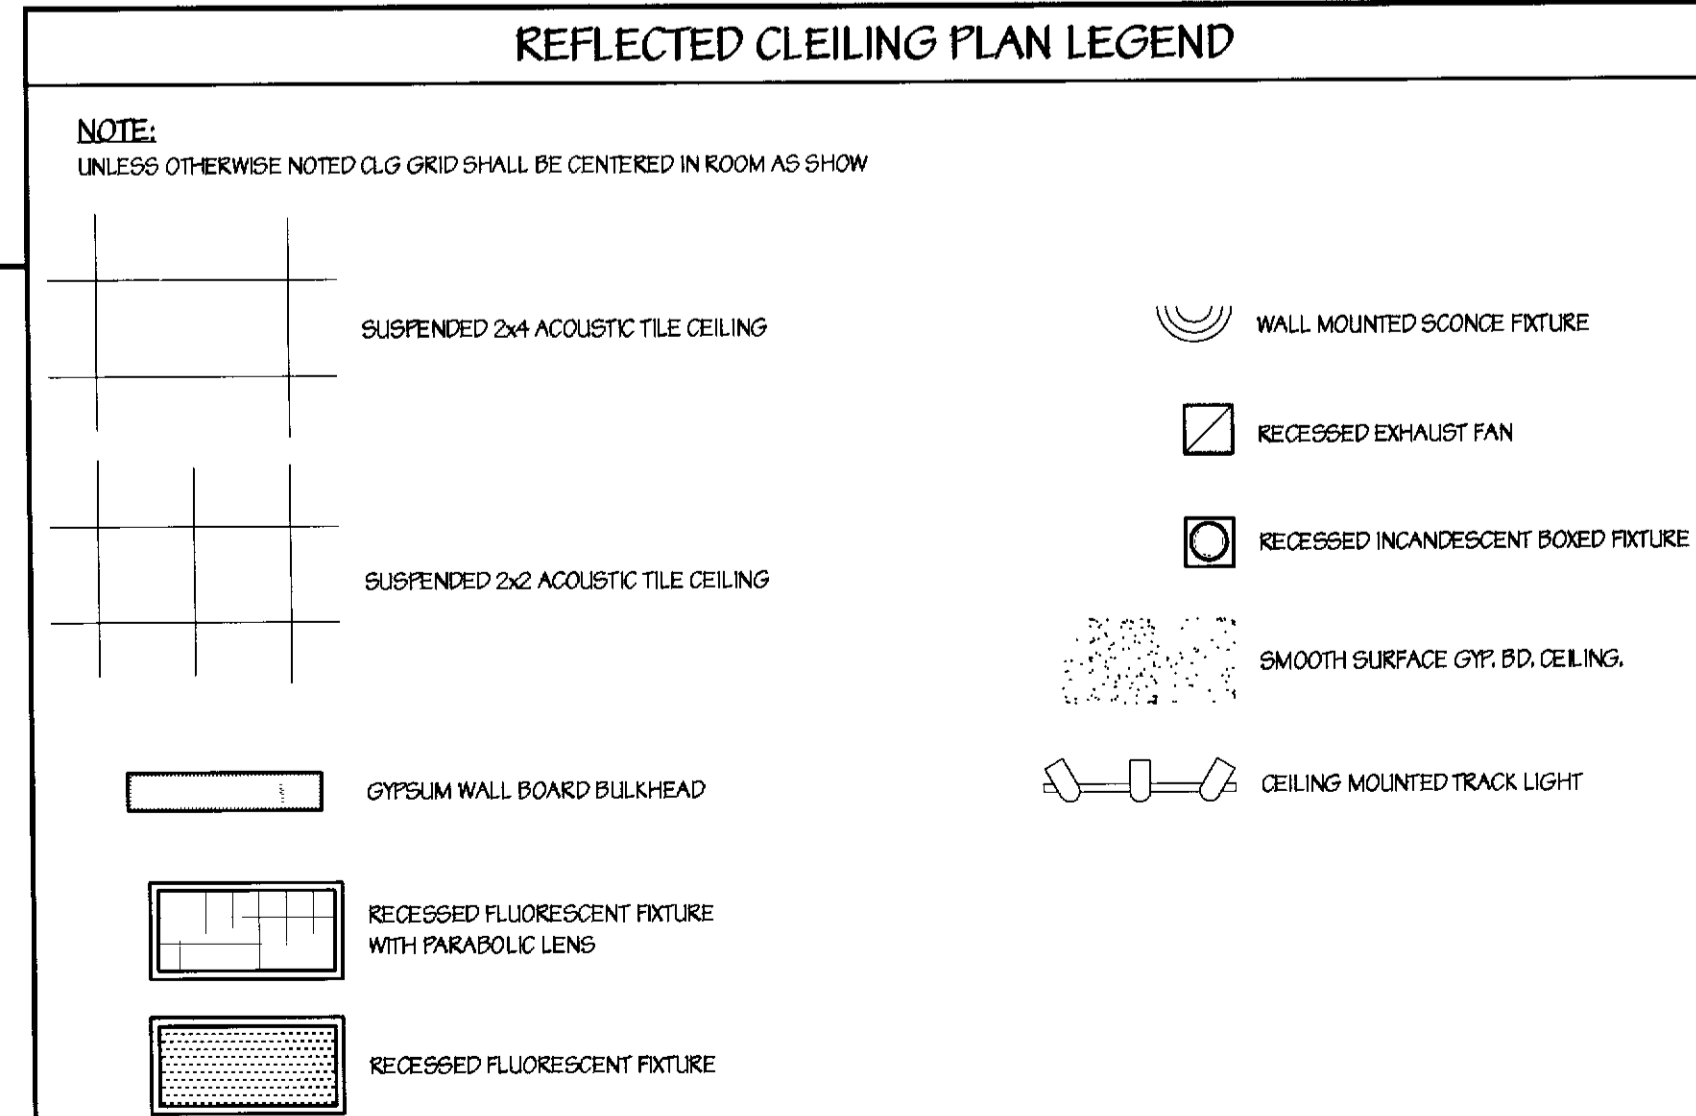 REFLECTED CLEILING PLAN LEGEND
NOTE:
UNLESS OTHERWISE NOTED CLG GRID SHALL BE CENTERED IN ROOM AS SHOW
SUSPENDED 2x4 ACOUSTIC TILE CEILING
SUSPENDED 2x2 ACOUSTIC TILE CEILING
GYPSUM WALL BOARD BULKHEAD
RECESSED FLUORESCENT FIXTURE
WITH PARABOLIC LENS
RECESSED FLUORESCENT FIXTURE
WALL MOUNTED SCONCE FIXTURE
RECESSED EXHAUST FAN
RECESSED INCANDESCENT BOXED FIXTURE
SMOOTH SURFACE GYP. BD. CEILING.
CEILING MOUNTED TRACK LIGHT